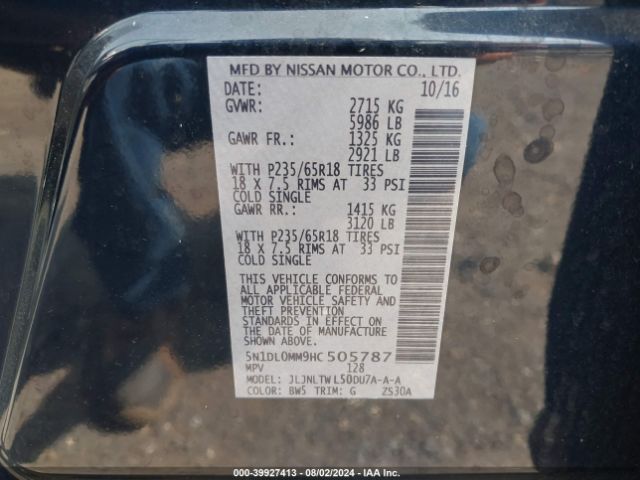 MFD BY NISSAN MOTOR CO., LTD.
DATE: 10/16
GVWR: 2715 KG
5986 LB
GAWR FR.: 1325 KG
2921 LB
WITH P235/65R18 TIRES
18 X 7.5 RIMS AT 33 PSI
COLD SINGLE
GAWR RR.: 1415 KG
3120 LB
WITH P235/65R18 TIRES
18 X 7.5 RIMS AT 33 PSI
COLD SINGLE
THIS VEHICLE CONFORMS TO
ALL APPLICABLE FEDERAL
MOTOR VEHICLE SAFETY AND
THEFT PREVENTION
STANDARDS IN EFFECT ON
THE DATE OF MANUFACTURE
SHOWN ABOVE.
5N1DL0MM9HC505787
MPV 128
MODEL: JLJNLTWL50DU7A-A-A
COLOR: BW5 TRIM: G ZS30A
000-39927413 - 08/02/2024 - IAA Inc.